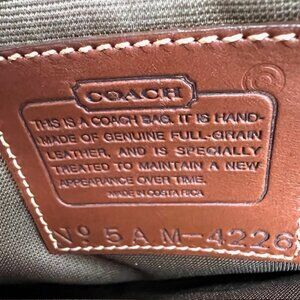 COACH
THIS IS A COACH BAG. IT IS HAND-
MADE OF GENUINE FULL-GRAIN
LEATHER, AND IS SPECIALLY
TREATED TO MAINTAIN A NEW
APPEARANCE OVER TIME.
MADE IN COSTA RICA
Nº 5AM-4226